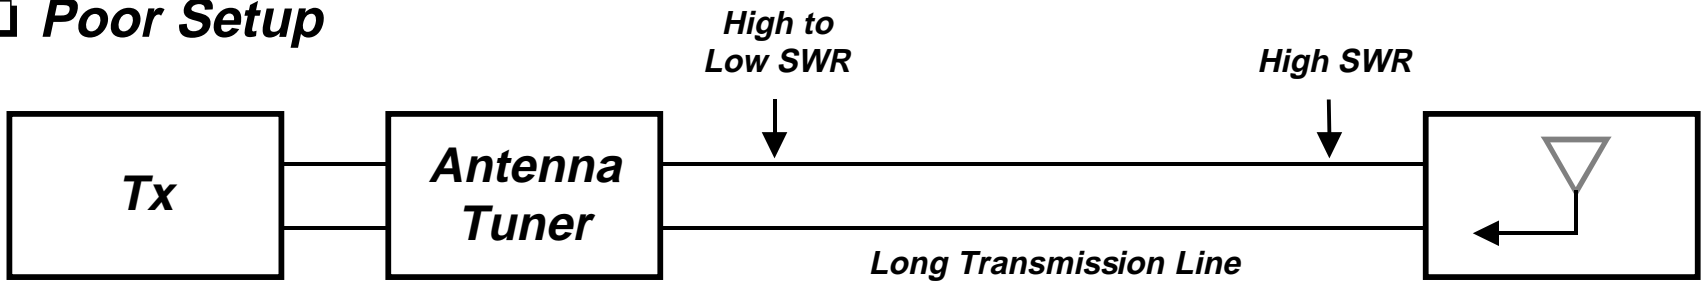 ❑ Poor Setup
High to
Low SWR
High SWR
Tx
Antenna
Tuner
Long Transmission Line